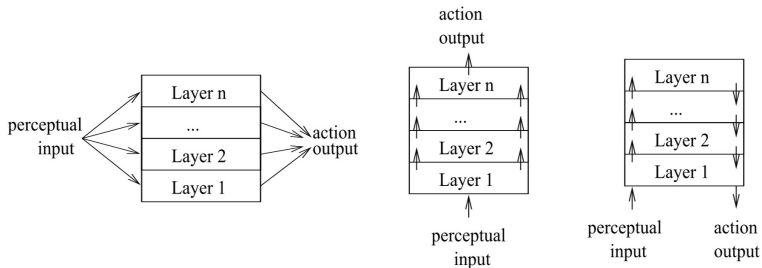 Layer n
...
Layer 2
Layer 1
perceptual
input
action
output
action
output
Layer n
...
Layer 2
Layer 1
perceptual
input
Layer n
...
Layer 2
Layer 1
perceptual
input
action
output